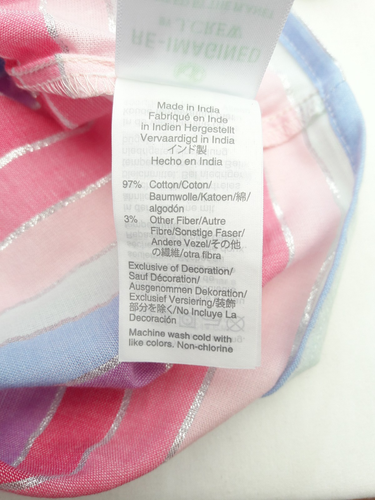 at J.CREW
RE-IMAGINED
Made in India
Fabriqué en Inde
in Indien Hergestellt
Vervaardigd in India
インド製
Hecho en India
97% Cotton/Coton/
Baumwolle/Katoen/綿/
algodón
3% Other Fiber/Autre
Fibre/Sonstige Faser/
Andere Vezel/その他
の繊維/otra fibra
Exclusive of Decoration/
Sauf Décoration/
Ausgenommen Dekoration/
Exclusief Versiering/装飾
部分を除く/No Incluye La
Decoración
Machine wash cold with
like colors. Non-chlorine